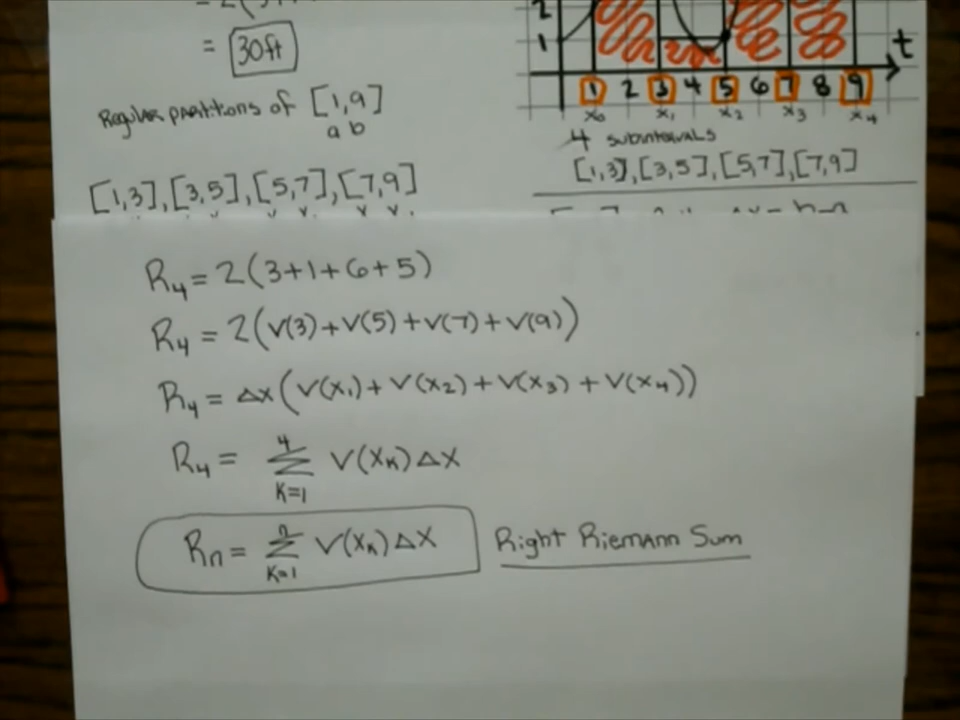 = 30ft
Regular partitions of [1,9]
a b
[1,3],[3,5],[5,7],[7,9]
2
1
t
1 2 3 4 5 6 7 8 9
x₀ x₁ x₂ x₃ x₄
4 subintervals
[1,3],[3,5],[5,7],[7,9]
R₄ = 2(3+1+6+5)
R₄ = 2(V(3)+V(5)+V(7)+V(9))
R₄ = Δx(V(x₁)+V(x₂)+V(x₃)+V(x₄))
4
R₄ = Σ V(xₖ)Δx
K=1
n
Rₙ = Σ V(xₖ)Δx Right Riemann Sum
K=1